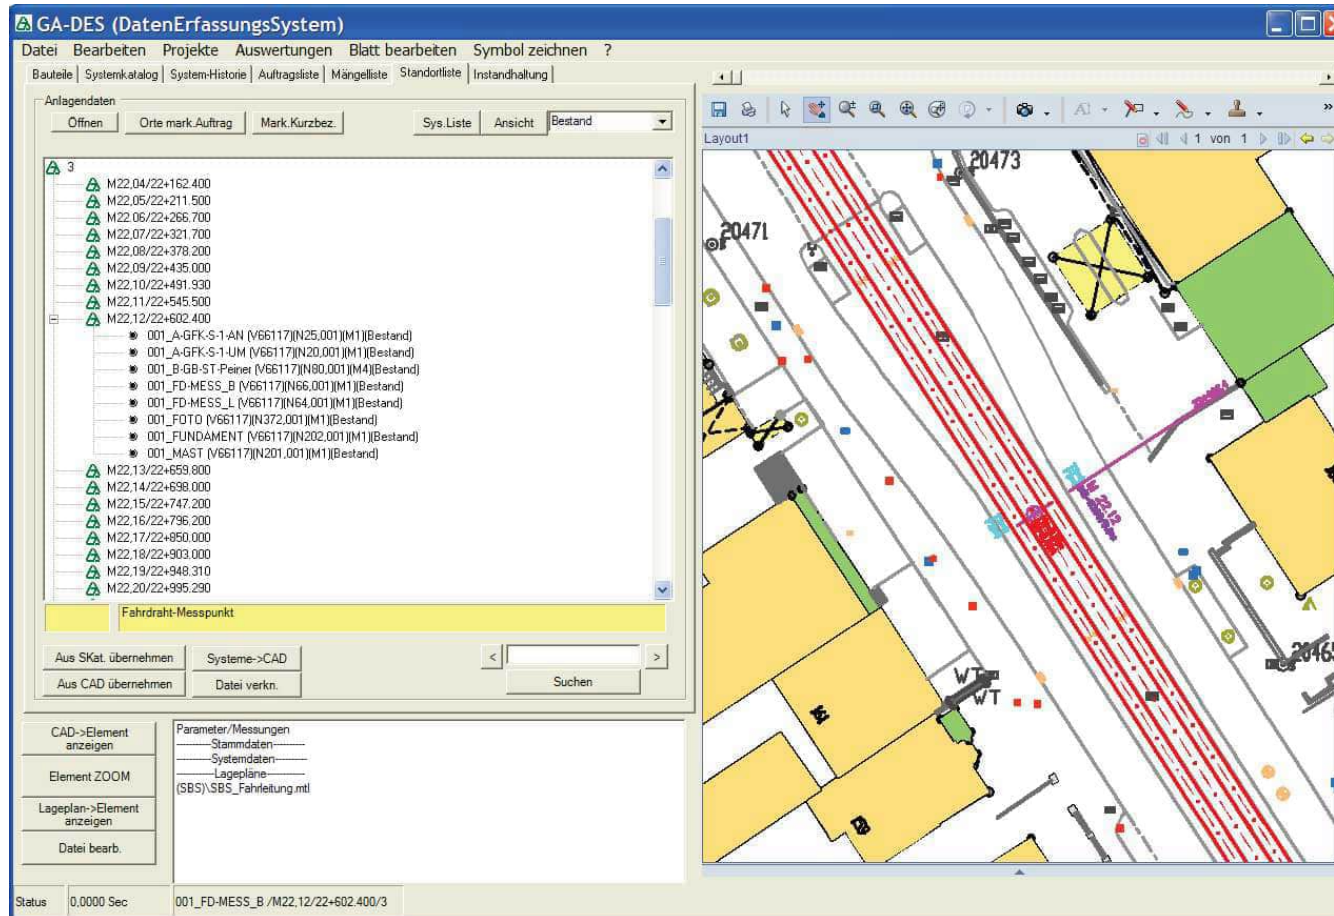 GA-DES (DatenErfassungsSystem)
Datei Bearbeiten Projekte Auswertungen Blatt bearbeiten Symbol zeichnen ?
Bauteile Systemkatalog System-Historie Auftragsliste Mängelliste Standortliste Instandhaltung
Anlagendaten
Öffnen Orte mark.Auftrag Mark.Kurzbez. Sys.Liste Ansicht Bestand
3
M22,04/22+162.400
M22,05/22+211.500
M22,06/22+266.700
M22,07/22+321.700
M22,08/22+378.200
M22,09/22+435.000
M22,10/22+491.930
M22,11/22+545.500
M22,12/22+602.400
001_A-GFK-S-1-AN (V66117)(N25,001)(M1)(Bestand)
001_A-GFK-S-1-UM (V66117)(N20,001)(M1)(Bestand)
001_B-GB-ST-Peiner (V66117)(N80,001)(M4)(Bestand)
001_FD-MESS_B (V66117)(N66,001)(M1)(Bestand)
001_FD-MESS_L (V66117)(N64,001)(M1)(Bestand)
001_FOTO (V66117)(N372,001)(M1)(Bestand)
001_FUNDAMENT (V66117)(N202,001)(M1)(Bestand)
001_MAST (V66117)(N201,001)(M1)(Bestand)
M22,13/22+659.800
M22,14/22+698.000
M22,15/22+747.200
M22,16/22+796.200
M22,17/22+850.000
M22,18/22+903.000
M22,19/22+948.310
M22,20/22+995.290
Fahrdraht-Messpunkt
Aus SKat. übernehmen Systeme->CAD < >
Aus CAD übernehmen Datei verkn. Suchen
CAD->Element
anzeigen
Element ZOOM
Lageplan->Element
anzeigen
Datei bearb.
Parameter/Messungen
----------Stammdaten---------
----------Systemdaten---------
-----------Lagepläne----------
(SBS)\SBS_Fahrleitung.mtl
Status 0,0000 Sec 001_FD-MESS_B /M22,12/22+602.400/3
Layout1 1 von 1
20473
20471
M 22,12
20465
WT
WT